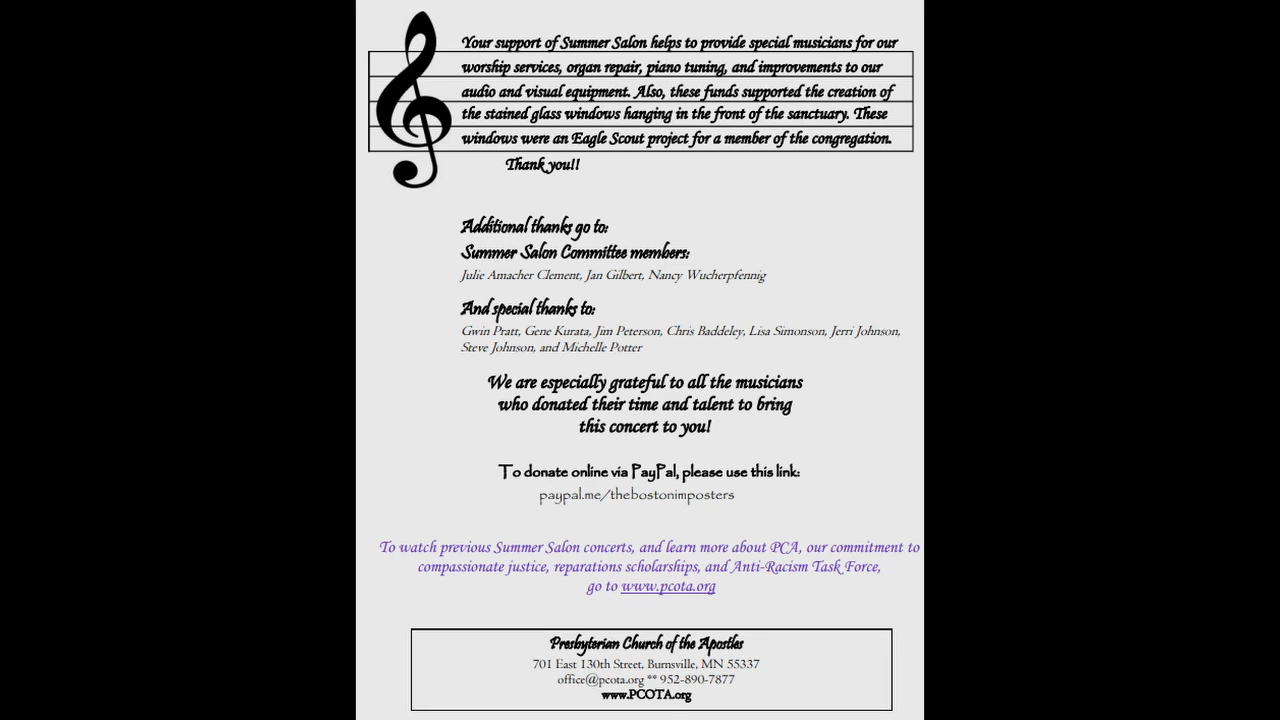 Your support of Summer Salon helps to provide special musicians for our
worship services, organ repair, piano tuning, and improvements to our
audio and visual equipment. Also, these funds supported the creation of
the stained glass windows hanging in the front of the sanctuary. These
windows were an Eagle Scout project for a member of the congregation.
Thank you!!
Additional thanks go to:
Summer Salon Committee members:
Julie Amacher Clement, Jan Gilbert, Nancy Wucherpfennig
And special thanks to:
Gwin Pratt, Gene Kurata, Jim Peterson, Chris Baddeley, Lisa Simonson, Jerri Johnson,
Steve Johnson, and Michelle Potter
We are especially grateful to all the musicians
who donated their time and talent to bring
this concert to you!
To donate online via PayPal, please use this link:
paypal.me/thebostonimposters
To watch previous Summer Salon concerts, and learn more about PCA, our commitment to
compassionate justice, reparations scholarships, and Anti-Racism Task Force,
go to www.pcota.org
Presbyterian Church of the Apostles
701 East 130th Street, Burnsville, MN 55337
office@pcota.org ** 952-890-7877
www.PCOTA.org